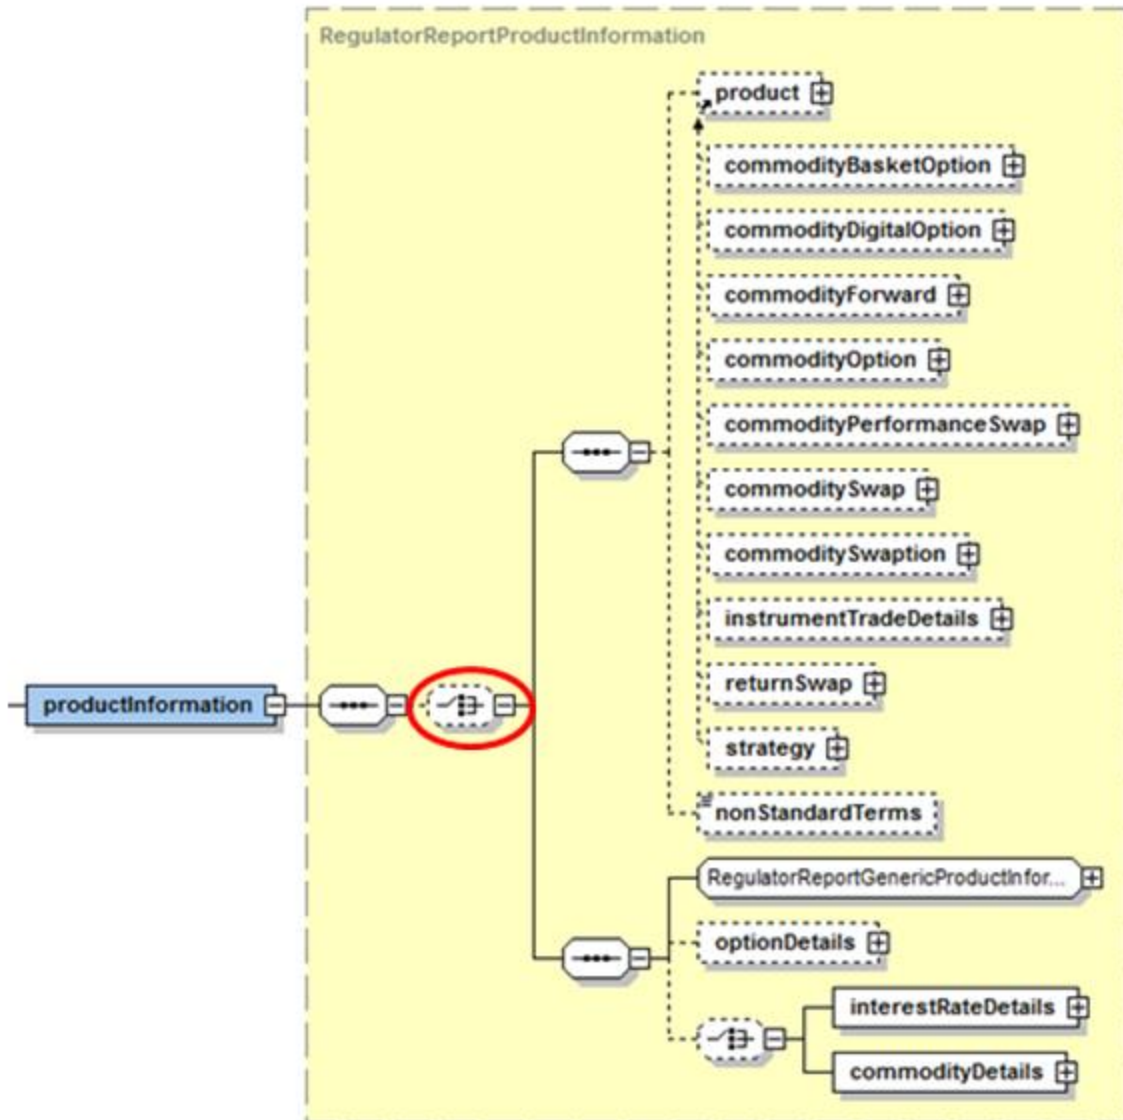 RegulatorReportProductInformation
product
commodityBasketOption
commodityDigitalOption
commodityForward
commodityOption
commodityPerformanceSwap
commoditySwap
commoditySwaption
instrumentTradeDetails
returnSwap
productInformation
strategy
nonStandardTerms
RegulatorReportGenericProductInfor...
optionDetails
interestRateDetails
commodityDetails